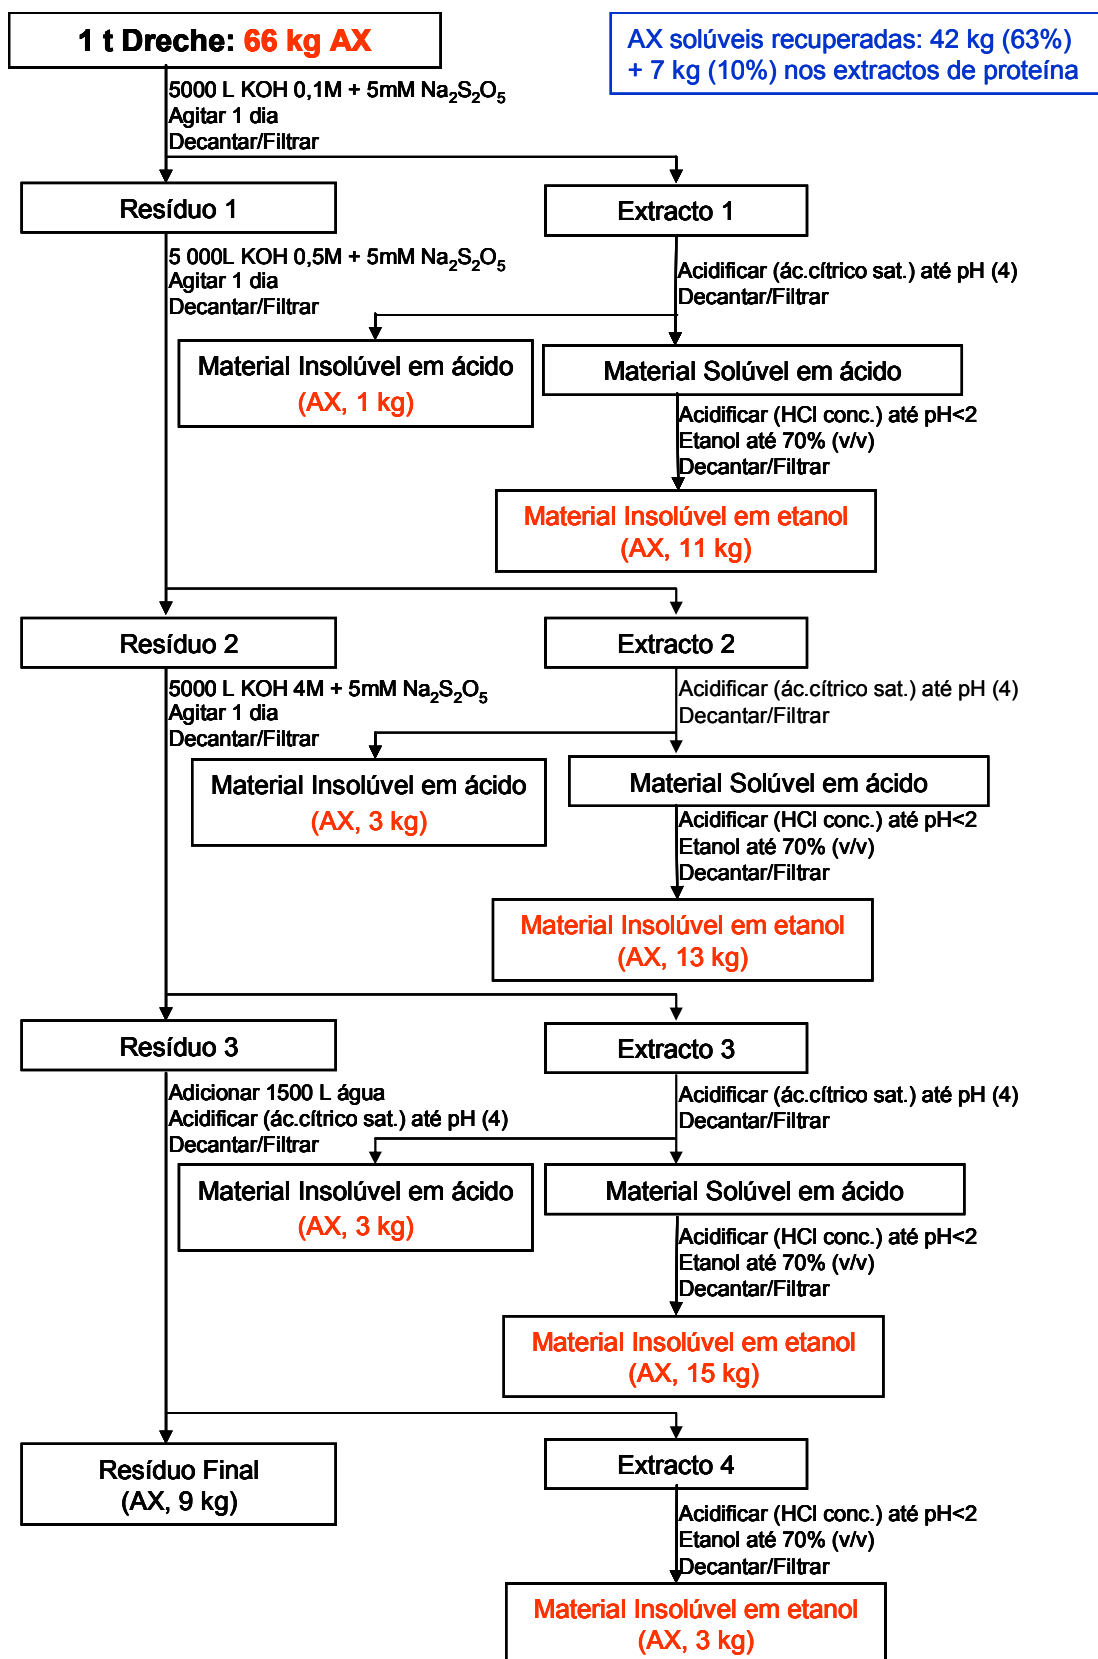 1 t Dreche: 66 kg AX
AX solúveis recuperadas: 42 kg (63%)
+ 7 kg (10%) nos extractos de proteína
5000 L KOH 0,1M + 5mM Na₂S₂O₅
Agitar 1 dia
Decantar/Filtrar
Resíduo 1
Extracto 1
5 000L KOH 0,5M + 5mM Na₂S₂O₅
Agitar 1 dia
Decantar/Filtrar
Acidificar (ác.cítrico sat.) até pH (4)
Decantar/Filtrar
Material Insolúvel em ácido
(AX, 1 kg)
Material Solúvel em ácido
Acidificar (HCl conc.) até pH<2
Etanol até 70% (v/v)
Decantar/Filtrar
Material Insolúvel em etanol
(AX, 11 kg)
Resíduo 2
Extracto 2
5000 L KOH 4M + 5mM Na₂S₂O₅
Agitar 1 dia
Decantar/Filtrar
Acidificar (ác.cítrico sat.) até pH (4)
Decantar/Filtrar
Material Insolúvel em ácido
(AX, 3 kg)
Material Solúvel em ácido
Acidificar (HCl conc.) até pH<2
Etanol até 70% (v/v)
Decantar/Filtrar
Material Insolúvel em etanol
(AX, 13 kg)
Resíduo 3
Extracto 3
Adicionar 1500 L água
Acidificar (ác.cítrico sat.) até pH (4)
Decantar/Filtrar
Acidificar (ác.cítrico sat.) até pH (4)
Decantar/Filtrar
Material Insolúvel em ácido
(AX, 3 kg)
Material Solúvel em ácido
Acidificar (HCl conc.) até pH<2
Etanol até 70% (v/v)
Decantar/Filtrar
Material Insolúvel em etanol
(AX, 15 kg)
Resíduo Final
(AX, 9 kg)
Extracto 4
Acidificar (HCl conc.) até pH<2
Etanol até 70% (v/v)
Decantar/Filtrar
Material Insolúvel em etanol
(AX, 3 kg)